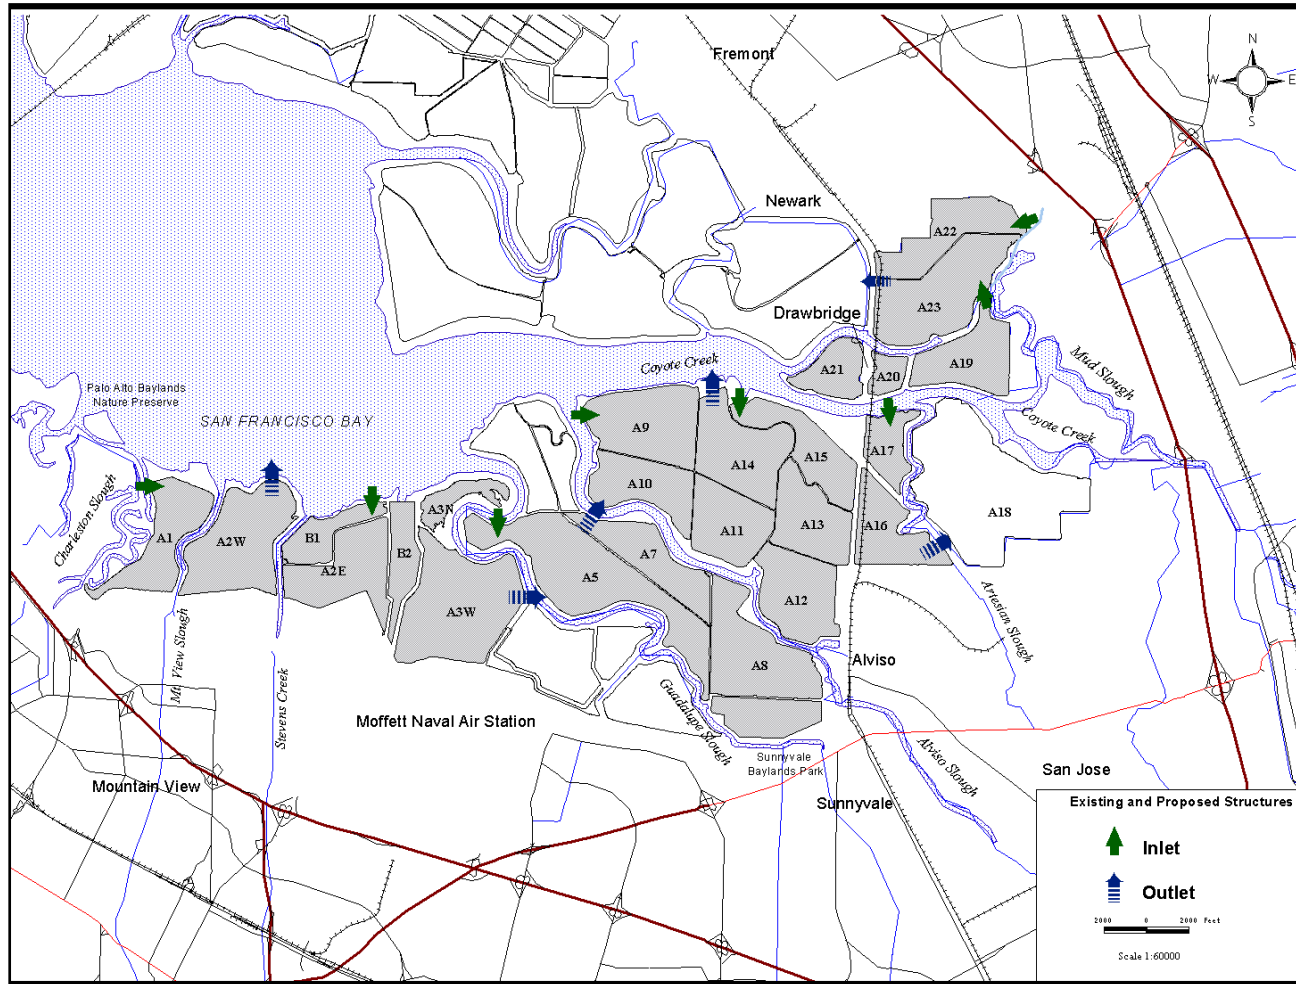 Fremont
N
W E
S
Newark
A22
A23
Drawbridge
Mud Slough
Coyote Creek
A21
A20
A19
Palo Alto Baylands
Nature Preserve
SAN FRANCISCO BAY
Coyote Creek
A9
A14
A15
A17
A10
A18
Charleston Slough
A1
A2W
B1
A2E
B2
A3N
A3W
A5
A7
A11
A13
A16
A12
A8
Artesian Slough
Mt. View Slough
Stevens Creek
Alviso
Guadalupe Slough
Moffett Naval Air Station
Sunnyvale
Baylands Park
Alviso Slough
San Jose
Mountain View
Sunnyvale
Existing and Proposed Structures
Inlet
Outlet
2000 0 2000 Feet
Scale 1:60000